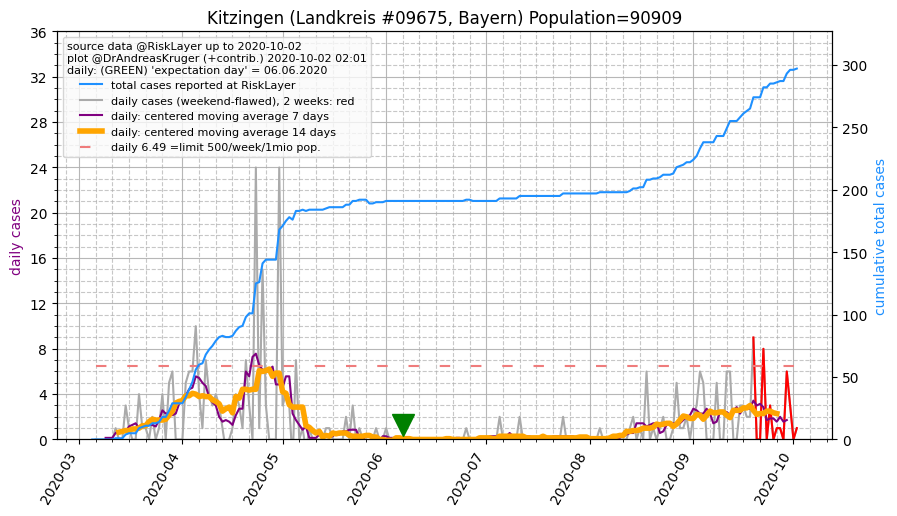 Kitzingen (Landkreis #09675, Bayern) Population=90909
source data @RiskLayer up to 2020-10-02
plot @DrAndreasKruger (+contrib.) 2020-10-02 02:01
daily: (GREEN) 'expectation day' = 06.06.2020
total cases reported at RiskLayer
daily cases (weekend-flawed), 2 weeks: red
daily: centered moving average 7 days
daily: centered moving average 14 days
daily 6.49 =limit 500/week/1mio pop.
daily cases
36
32
28
24
20
16
12
8
4
0
300
250
200
150
100
50
0
cumulative total cases
2020-03
2020-04
2020-05
2020-06
2020-07
2020-08
2020-09
2020-10